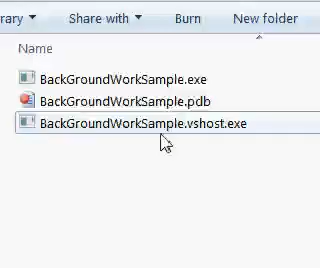 rary Share with Burn New folder
Name
BackGroundWorkSample.exe
BackGroundWorkSample.pdb
BackGroundWorkSample.vshost.exe